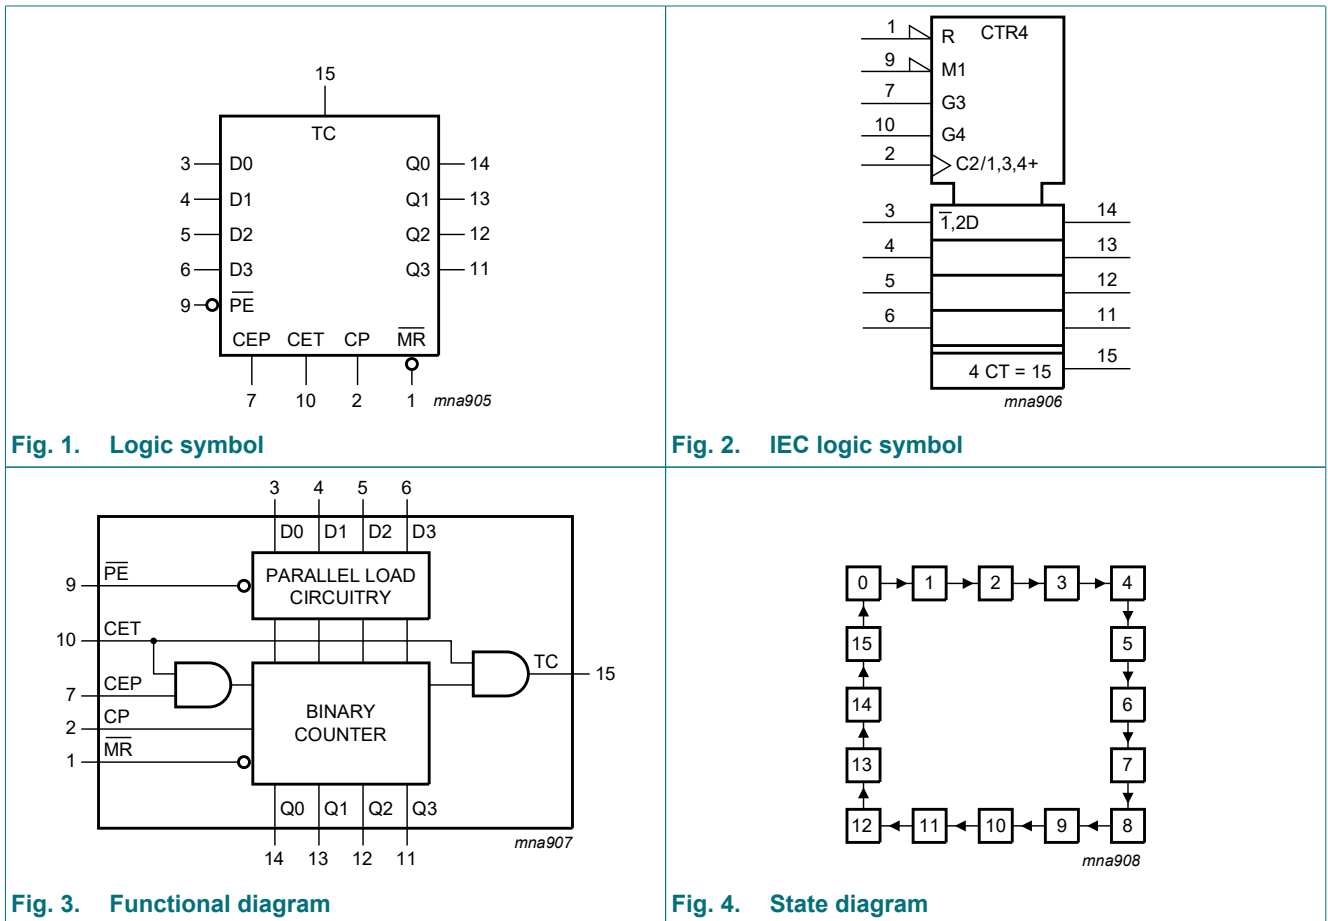 15
TC
3 D0 Q0 14
4 D1 Q1 13
5 D2 Q2 12
6 D3 Q3 11
9 P̅E̅
CEP CET CP M̅R̅
7 10 2 1 mna905
Fig. 1. Logic symbol
1 R CTR4
9 M1
7 G3
10 G4
2 C2/1,3,4+
3 1̅,2D 14
4 13
5 12
6 11
4 CT = 15 15
mna906
Fig. 2. IEC logic symbol
3 4 5 6
D0 D1 D2 D3
9 P̅E̅ PARALLEL LOAD
CIRCUITRY
10 CET
TC 15
7 CEP
2 CP BINARY
COUNTER
1 M̅R̅
Q0 Q1 Q2 Q3
mna907
14 13 12 11
Fig. 3. Functional diagram
0 1 2 3 4
15 5
14 6
13 7
12 11 10 9 8
mna908
Fig. 4. State diagram